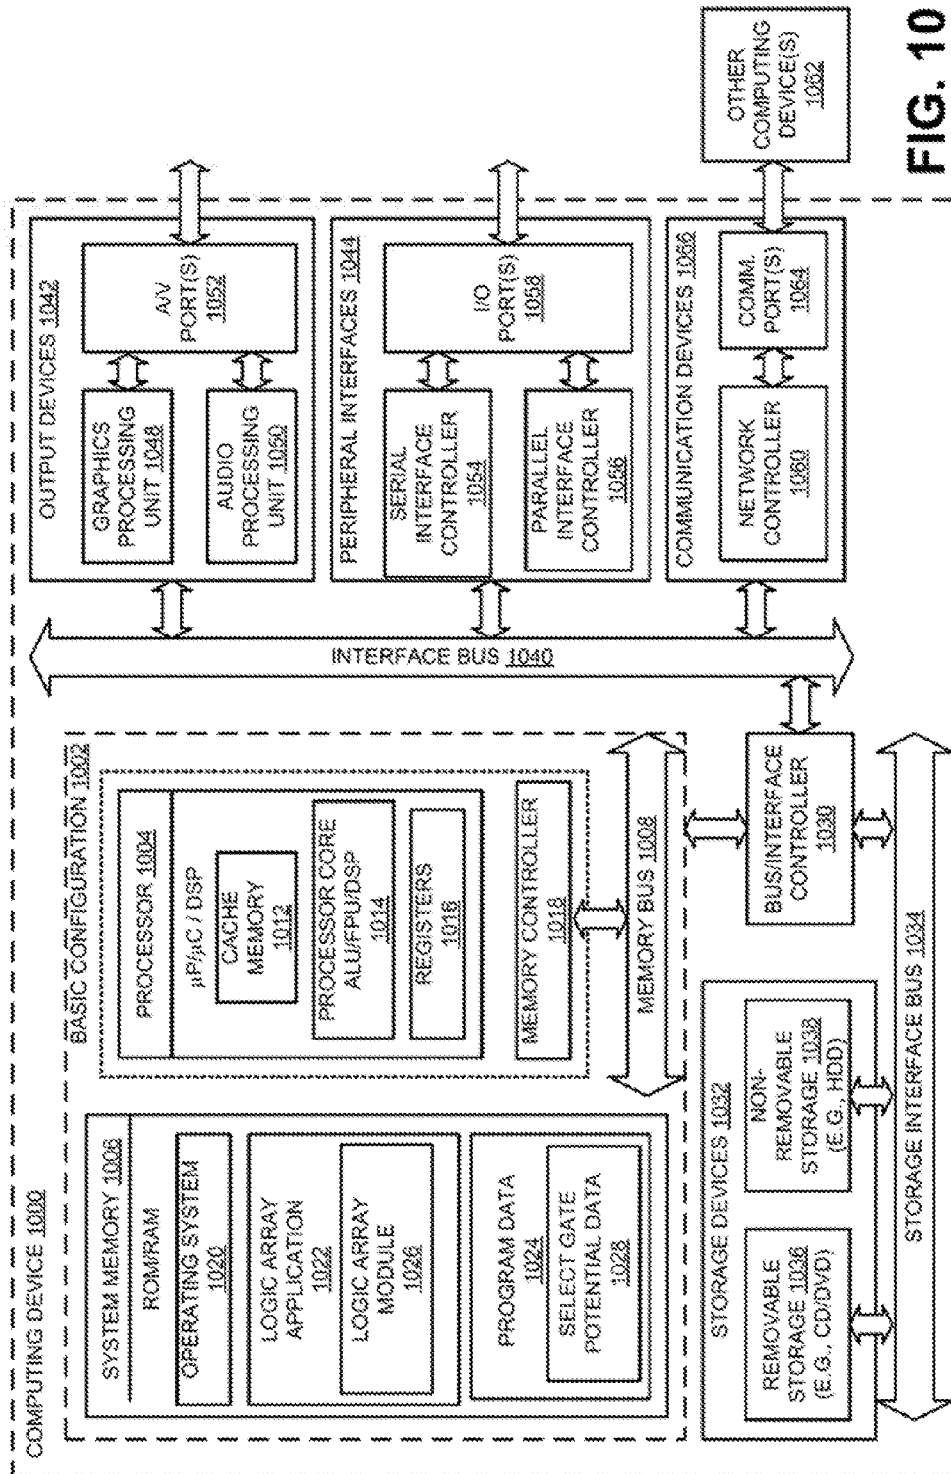 COMPUTING DEVICE 1000
BASIC CONFIGURATION 1002
SYSTEM MEMORY 1006
ROM/RAM
OPERATING SYSTEM
1020
LOGIC ARRAY
APPLICATION
1022
LOGIC ARRAY
MODULE
1026
PROGRAM DATA
1024
SELECT GATE
POTENTIAL DATA
1028
PROCESSOR 1004
µP/µC / DSP
CACHE
MEMORY
1012
PROCESSOR CORE
ALU/FPU/DSP
1014
REGISTERS
1016
MEMORY CONTROLLER
1018
MEMORY BUS 1008
STORAGE DEVICES 1032
REMOVABLE
STORAGE 1036
(E.G., CD/DVD)
NON-
REMOVABLE
STORAGE 1038
(E.G., HDD)
BUS/INTERFACE
CONTROLLER
1030
STORAGE INTERFACE BUS 1034
INTERFACE BUS 1040
OUTPUT DEVICES 1042
GRAPHICS
PROCESSING
UNIT 1048
AUDIO
PROCESSING
UNIT 1050
A/V
PORT(S)
1052
PERIPHERAL INTERFACES 1044
SERIAL
INTERFACE
CONTROLLER
1054
PARALLEL
INTERFACE
CONTROLLER
1056
I/O
PORT(S)
1058
COMMUNICATION DEVICES 1066
NETWORK
CONTROLLER
1060
COMM.
PORT(S)
1064
OTHER
COMPUTING
DEVICE(S)
1062
FIG. 10